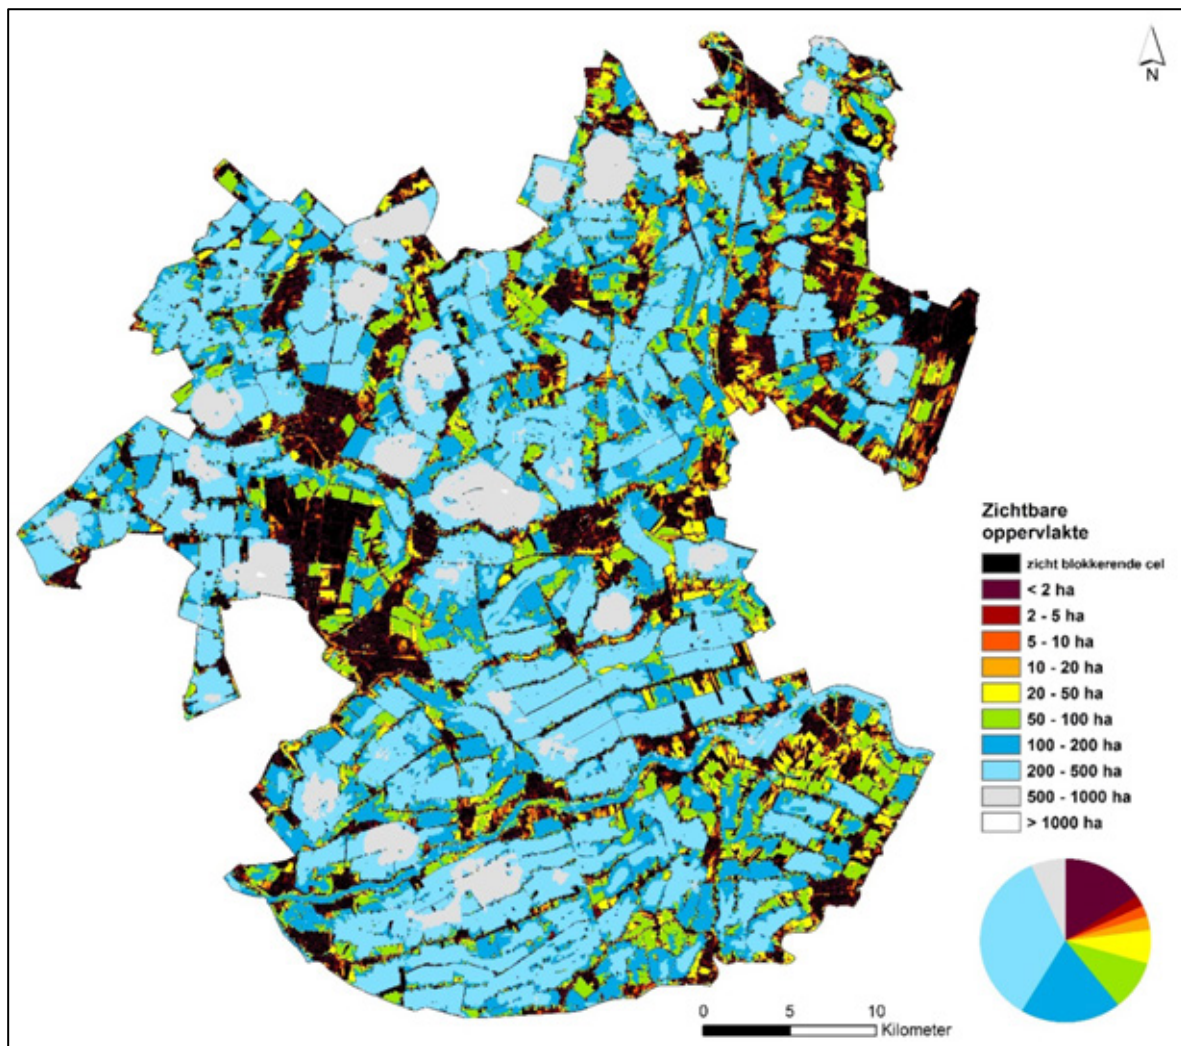 N
Zichtbare
oppervlakte
zicht blokkerende cel
< 2 ha
2 - 5 ha
5 - 10 ha
10 - 20 ha
20 - 50 ha
50 - 100 ha
100 - 200 ha
200 - 500 ha
500 - 1000 ha
> 1000 ha
0 5 10
Kilometer